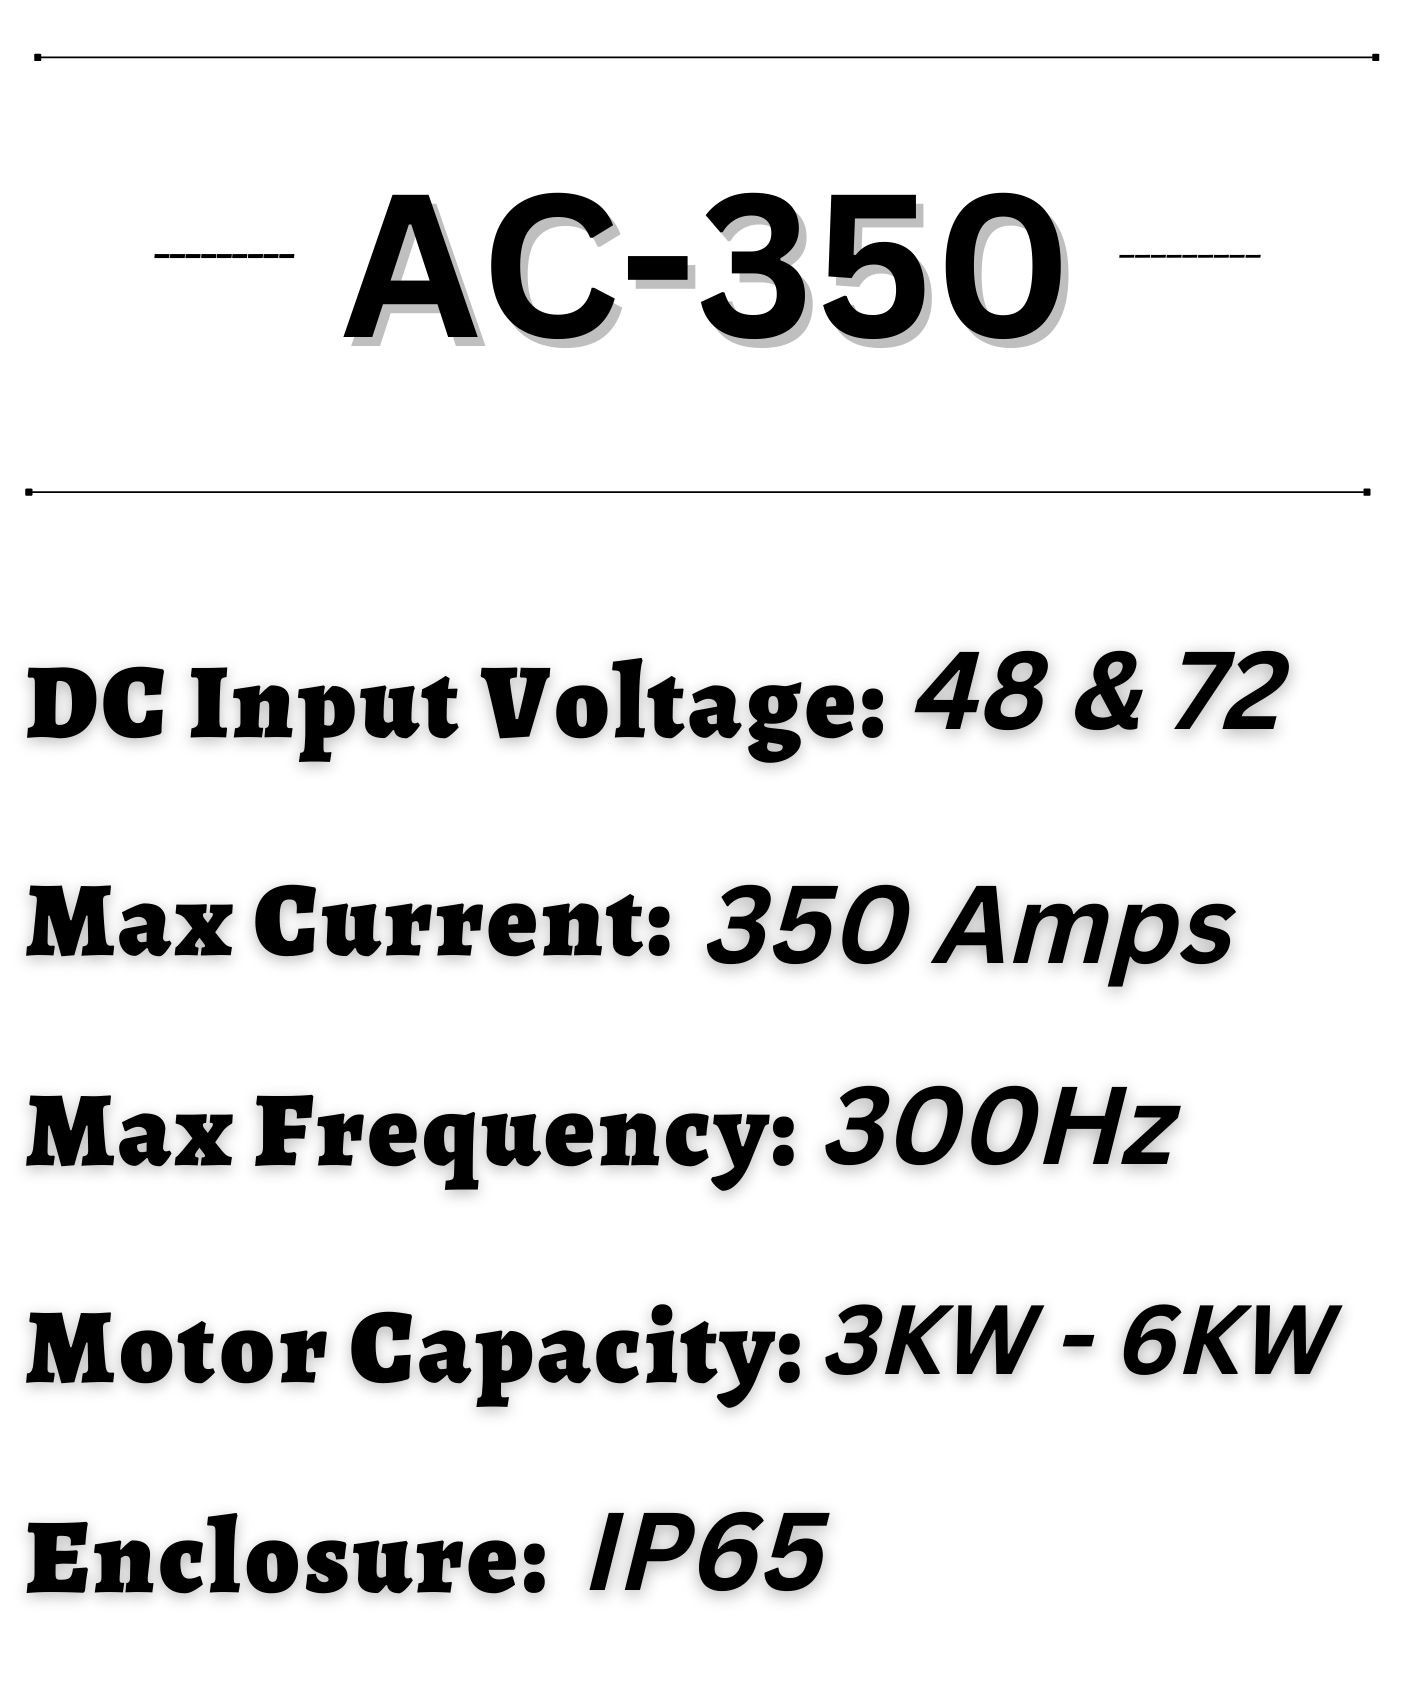 AC-350
DC Input Voltage: 48 & 72
Max Current: 350 Amps
Max Frequency: 300Hz
Motor Capacity: 3KW - 6KW
Enclosure: IP65